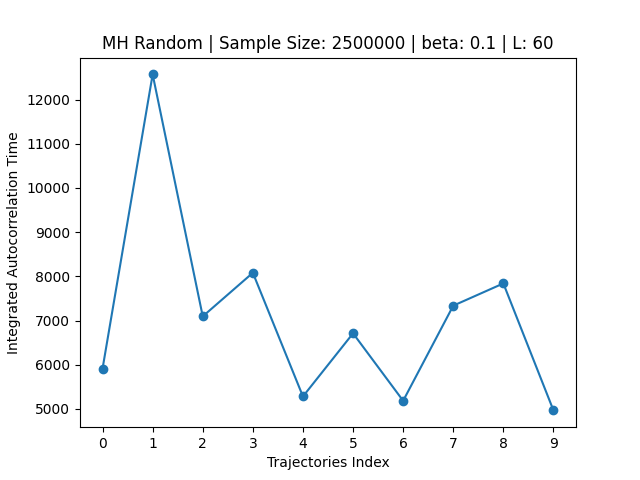 MH Random | Sample Size: 2500000 | beta: 0.1 | L: 60
Integrated Autocorrelation Time
12000
11000
10000
9000
8000
7000
6000
5000
0 1 2 3 4 5 6 7 8 9
Trajectories Index